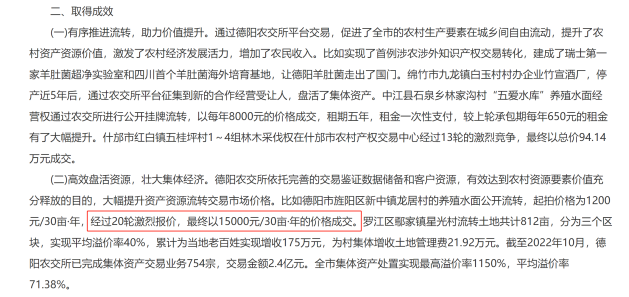 二、取得成效
(一)有序推进流转，助力价值提升。通过德阳农交所平台交易，促进了全市的农村生产要素在城乡间自由流动，提升了农
村资产资源价值，激发了农村经济发展活力，增加了农民收入。比如实现了首例涉农涉外知识产权交易转化，建成了瑞士第一
家羊肚菌超净实验室和四川首个羊肚菌海外培育基地，让德阳羊肚菌走出了国门。绵竹市九龙镇白玉村村办企业竹宣酒厂，停
产近5年后，通过农交所平台征集到新的合作经营受让人，盘活了集体资产。中江县石泉乡林家沟村“五爱水库”养殖水面经
营权通过农交所进行公开挂牌流转，以每年8000元的价格成交，租期五年，租金一次性支付，较上轮承包期每年650元的租金
有了大幅提升。什邡市红白镇五桂坪村1～4组林木采伐权在什邡市农村产权交易中心经过13轮的激烈竞争，最终以总价94.14
万元成交。
(二)高效盘活资源，壮大集体经济。德阳农交所依托完善的交易鉴证数据储备和客户资源，有效达到农村资源要素价值充
分释放的目的，大幅提升资产资源流转交易市场价格。比如德阳市旌阳区新中镇龙居村的养殖水面公开流转，起拍价格为1200
元/30亩·年，经过20轮激烈报价，最终以15000元/30亩·年的价格成交。罗江区鄢家镇星光村流转土地共计812亩，分为三个区
块，实现平均溢价率40%，累计为当地老百姓实现增收175万元，为村集体增收土地管理费21.92万元。截至2022年10月，德
阳农交所已完成集体资产交易业务754宗，交易金额2.4亿元。全市集体资产处置实现最高溢价率1150%，平均溢价率
71.38%。